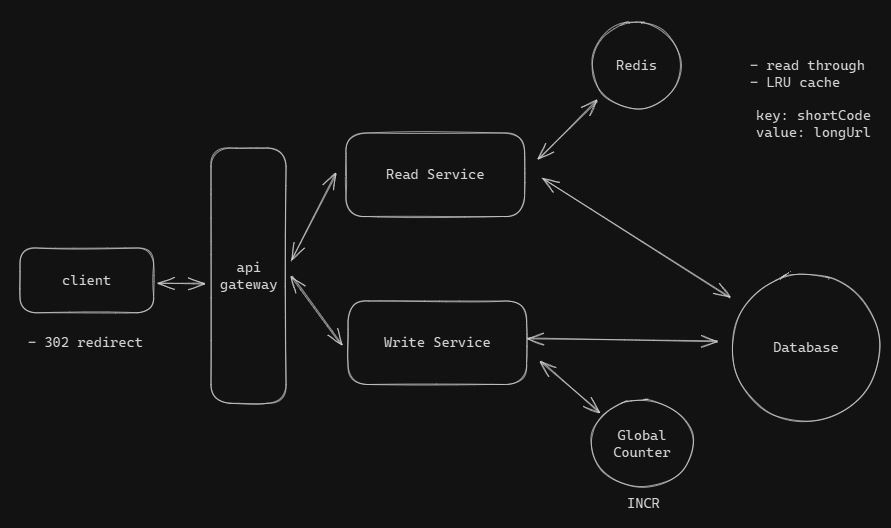 Redis
- read through
- LRU cache
key: shortCode
value: longUrl
Read Service
client
api
gateway
- 302 redirect
Write Service
Database
Global
Counter
INCR